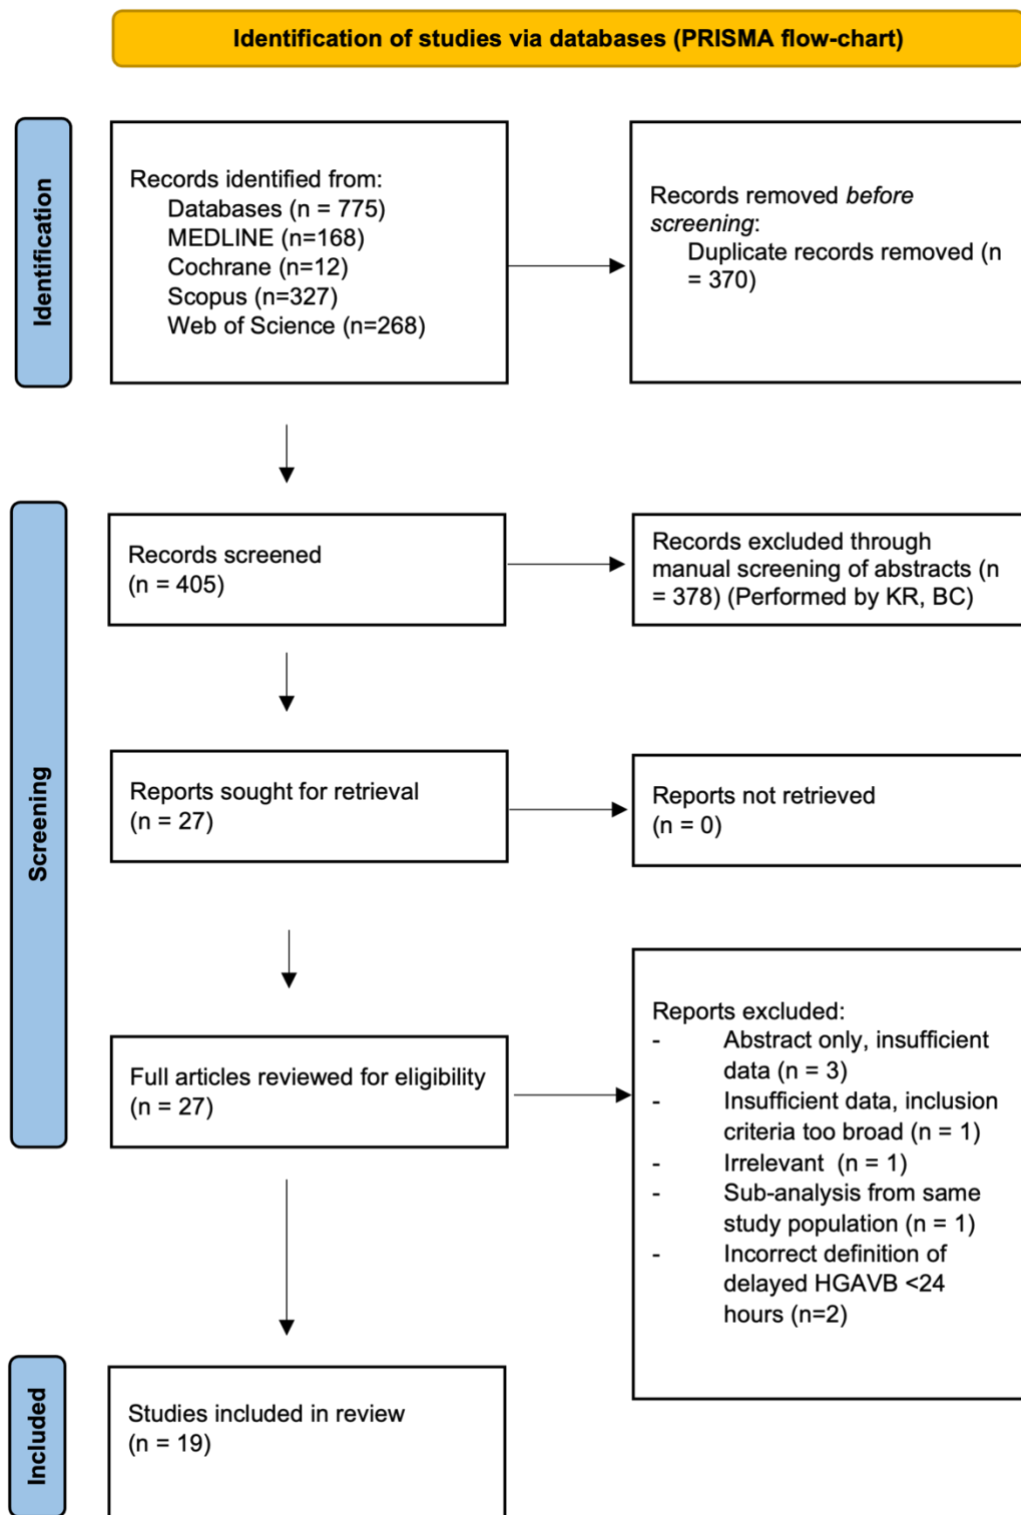 Identification of studies via databases (PRISMA flow-chart)
Identification
Records identified from:
Databases (n = 775)
MEDLINE (n=168)
Cochrane (n=12)
Scopus (n=327)
Web of Science (n=268)
Records removed before
screening:
Duplicate records removed (n
= 370)
Screening
Records screened
(n = 405)
Records excluded through
manual screening of abstracts (n
= 378) (Performed by KR, BC)
Reports sought for retrieval
(n = 27)
Reports not retrieved
(n = 0)
Full articles reviewed for eligibility
(n = 27)
Reports excluded:
- Abstract only, insufficient
data (n = 3)
- Insufficient data, inclusion
criteria too broad (n = 1)
- Irrelevant (n = 1)
- Sub-analysis from same
study population (n = 1)
- Incorrect definition of
delayed HGAVB <24
hours (n=2)
Included
Studies included in review
(n = 19)